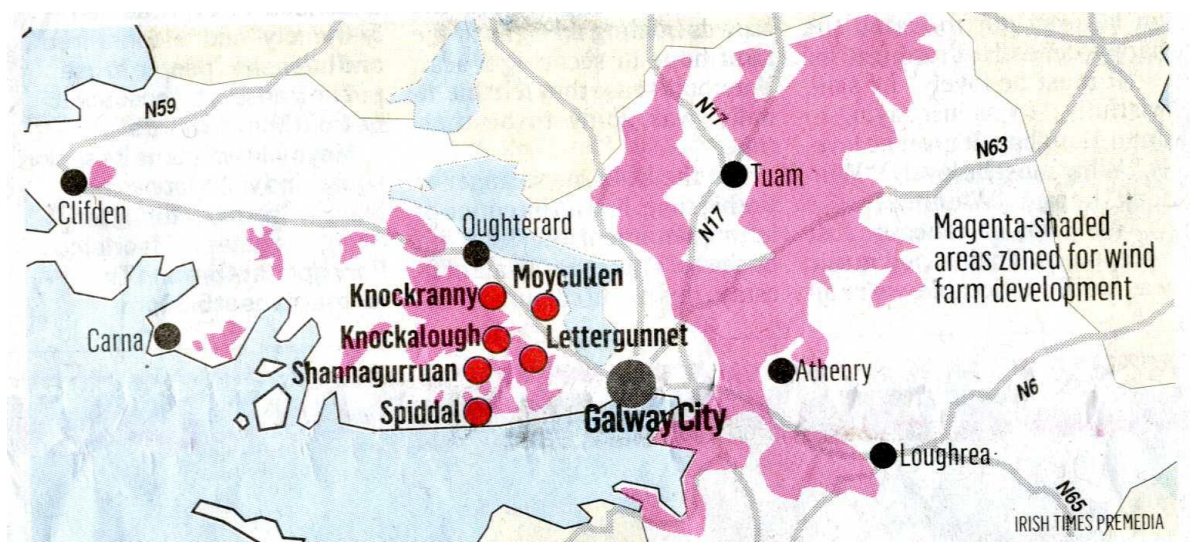 N59
N17
N63
Tuam
Clifden
N17
Oughterard
Magenta-shaded
areas zoned for wind
farm development
Moycullen
Knockranny
Carna
Knockalough
Lettergunnet
Shannagurruan
Athenry
N6
Spiddal
Galway City
Loughrea
N65
IRISH TIMES PREMEDIA